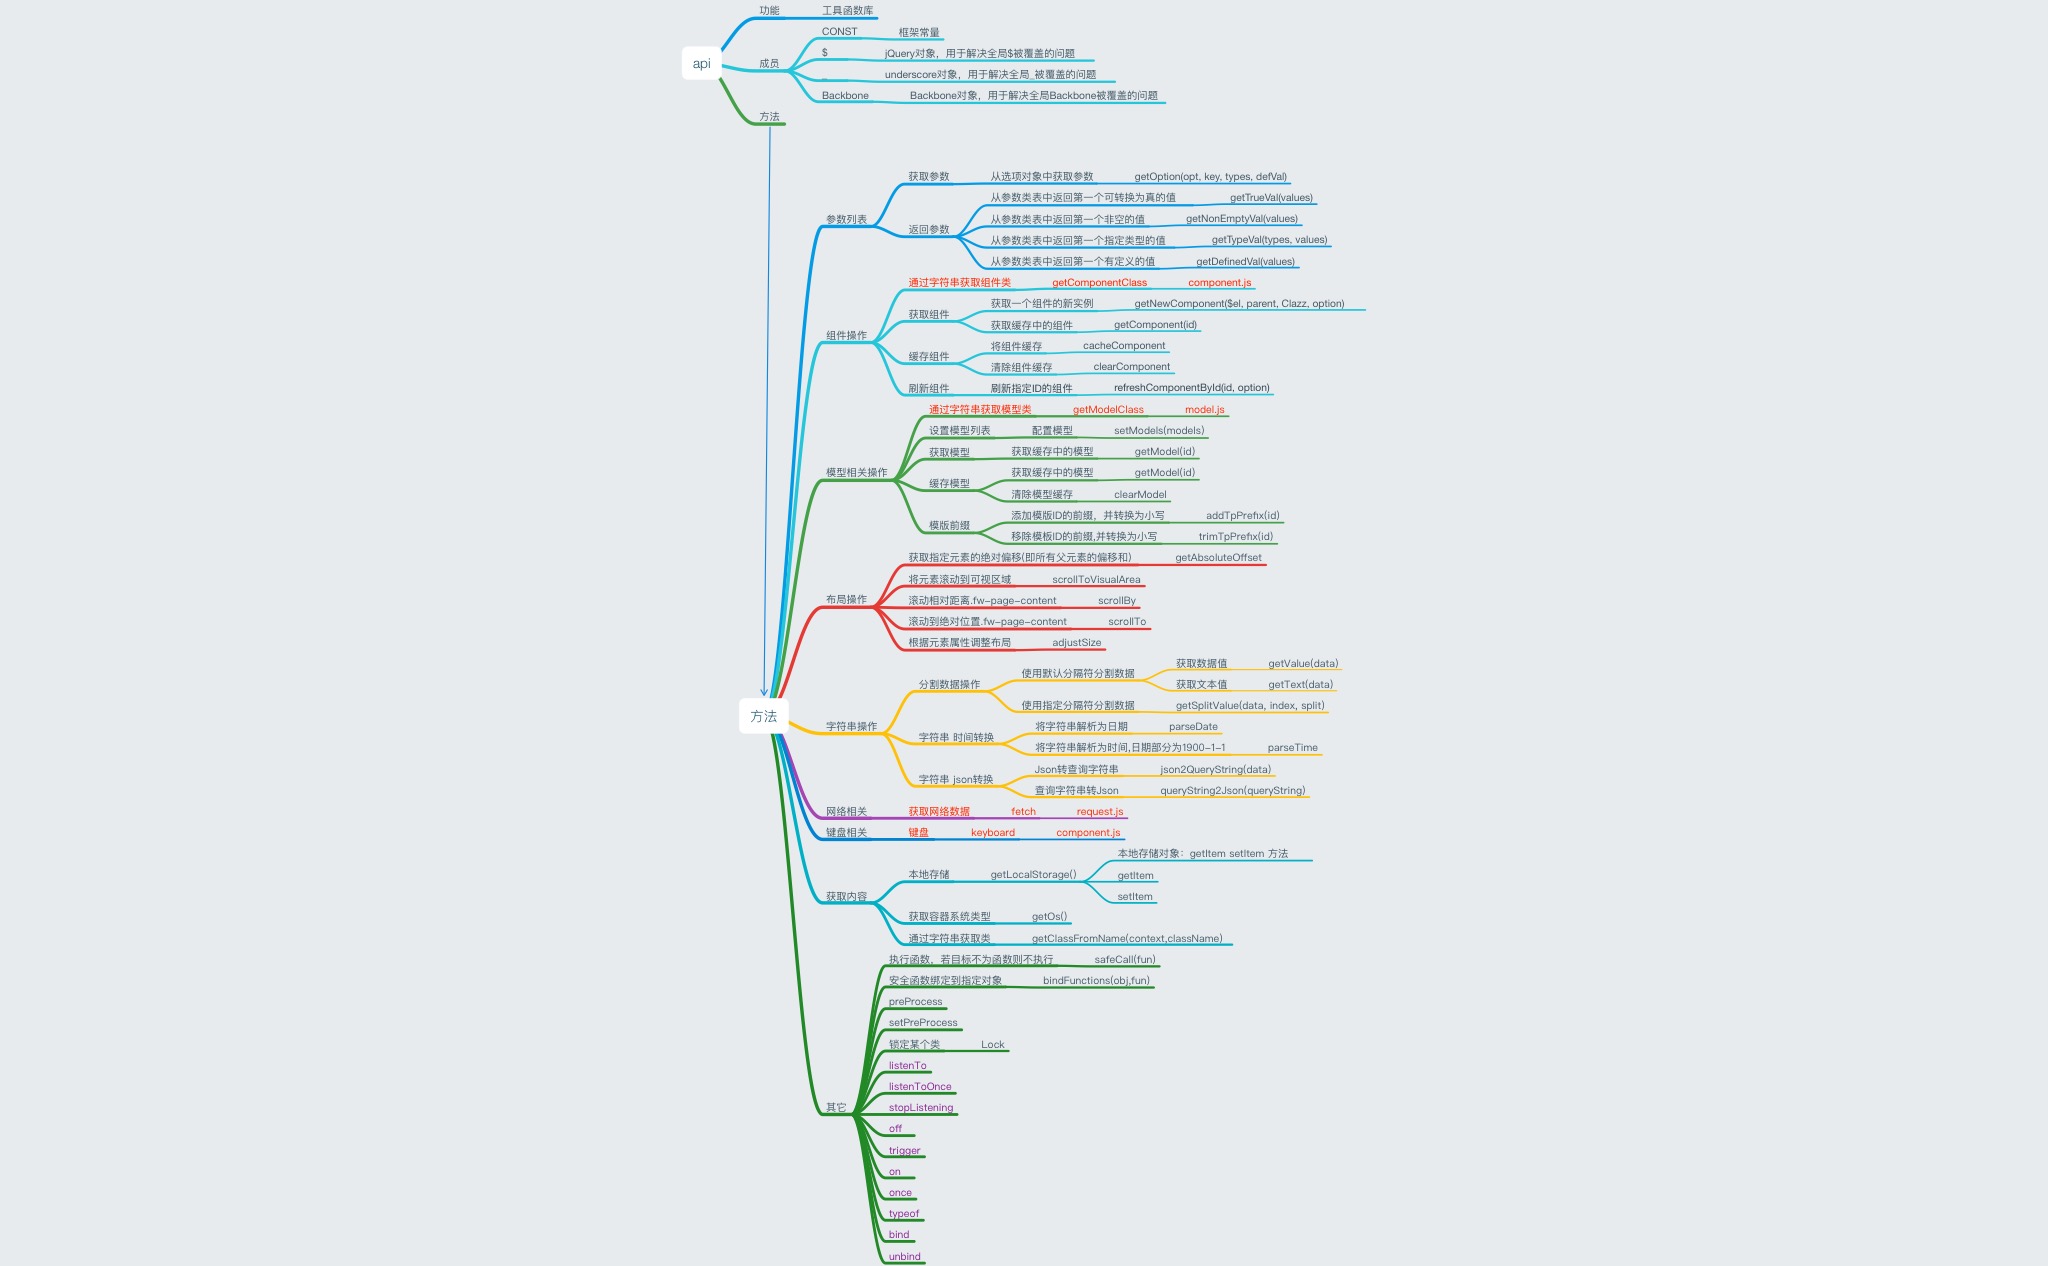 功能 工具函数库
CONST 框架常量
$ jQuery对象，用于解决全局$被覆盖的问题
api
成员
_ underscore对象，用于解决全局_被覆盖的问题
Backbone Backbone对象，用于解决全局Backbone被覆盖的问题
方法
获取参数 从选项对象中获取参数 getOption(opt, key, types, defVal)
从参数类表中返回第一个可转换为真的值 getTrueVal(values)
参数列表
从参数类表中返回第一个非空的值 getNonEmptyVal(values)
返回参数
从参数类表中返回第一个指定类型的值 getTypeVal(types, values)
从参数类表中返回第一个有定义的值 getDefinedVal(values)
通过字符串获取组件类 getComponentClass component.js
获取一个组件的新实例 getNewComponent($el, parent, Clazz, option)
获取组件
获取缓存中的组件 getComponent(id)
组件操作
将组件缓存 cacheComponent
缓存组件
清除组件缓存 clearComponent
刷新组件 刷新指定ID的组件 refreshComponentById(id, option)
通过字符串获取模型类 getModelClass model.js
设置模型列表 配置模型 setModels(models)
获取模型 获取缓存中的模型 getModel(id)
模型相关操作 获取缓存中的模型 getModel(id)
缓存模型
清除模型缓存 clearModel
添加模版ID的前缀，并转换为小写 addTpPrefix(id)
模版前缀
移除模板ID的前缀,并转换为小写 trimTpPrefix(id)
获取指定元素的绝对偏移(即所有父元素的偏移和) getAbsoluteOffset
将元素滚动到可视区域 scrollToVisualArea
布局操作 滚动相对距离.fw-page-content scrollBy
滚动到绝对位置.fw-page-content scrollTo
根据元素属性调整布局 adjustSize
获取数据值 getValue(data)
使用默认分隔符分割数据
分割数据操作 获取文本值 getText(data)
使用指定分隔符分割数据 getSplitValue(data, index, split)
方法
字符串操作 将字符串解析为日期 parseDate
字符串 时间转换
将字符串解析为时间,日期部分为1900-1-1 parseTime
Json转查询字符串 json2QueryString(data)
字符串 json转换
查询字符串转Json queryString2Json(queryString)
网络相关 获取网络数据 fetch request.js
键盘相关 键盘 keyboard component.js
本地存储对象：getItem setItem 方法
本地存储 getLocalStorage() getItem
获取内容 setItem
获取容器系统类型 getOs()
通过字符串获取类 getClassFromName(context,className)
执行函数，若目标不为函数则不执行 safeCall(fun)
安全函数绑定到指定对象 bindFunctions(obj,fun)
preProcess
setPreProcess
锁定某个类 Lock
listenTo
listenToOnce
其它 stopListening
off
trigger
on
once
typeof
bind
unbind